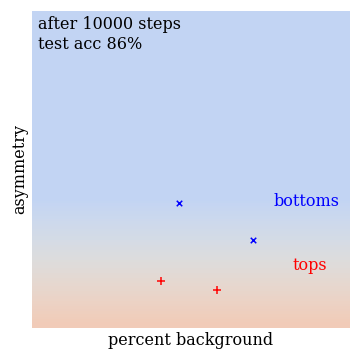 after 10000 steps
test acc 86%
asymmetry
bottoms
tops
percent background